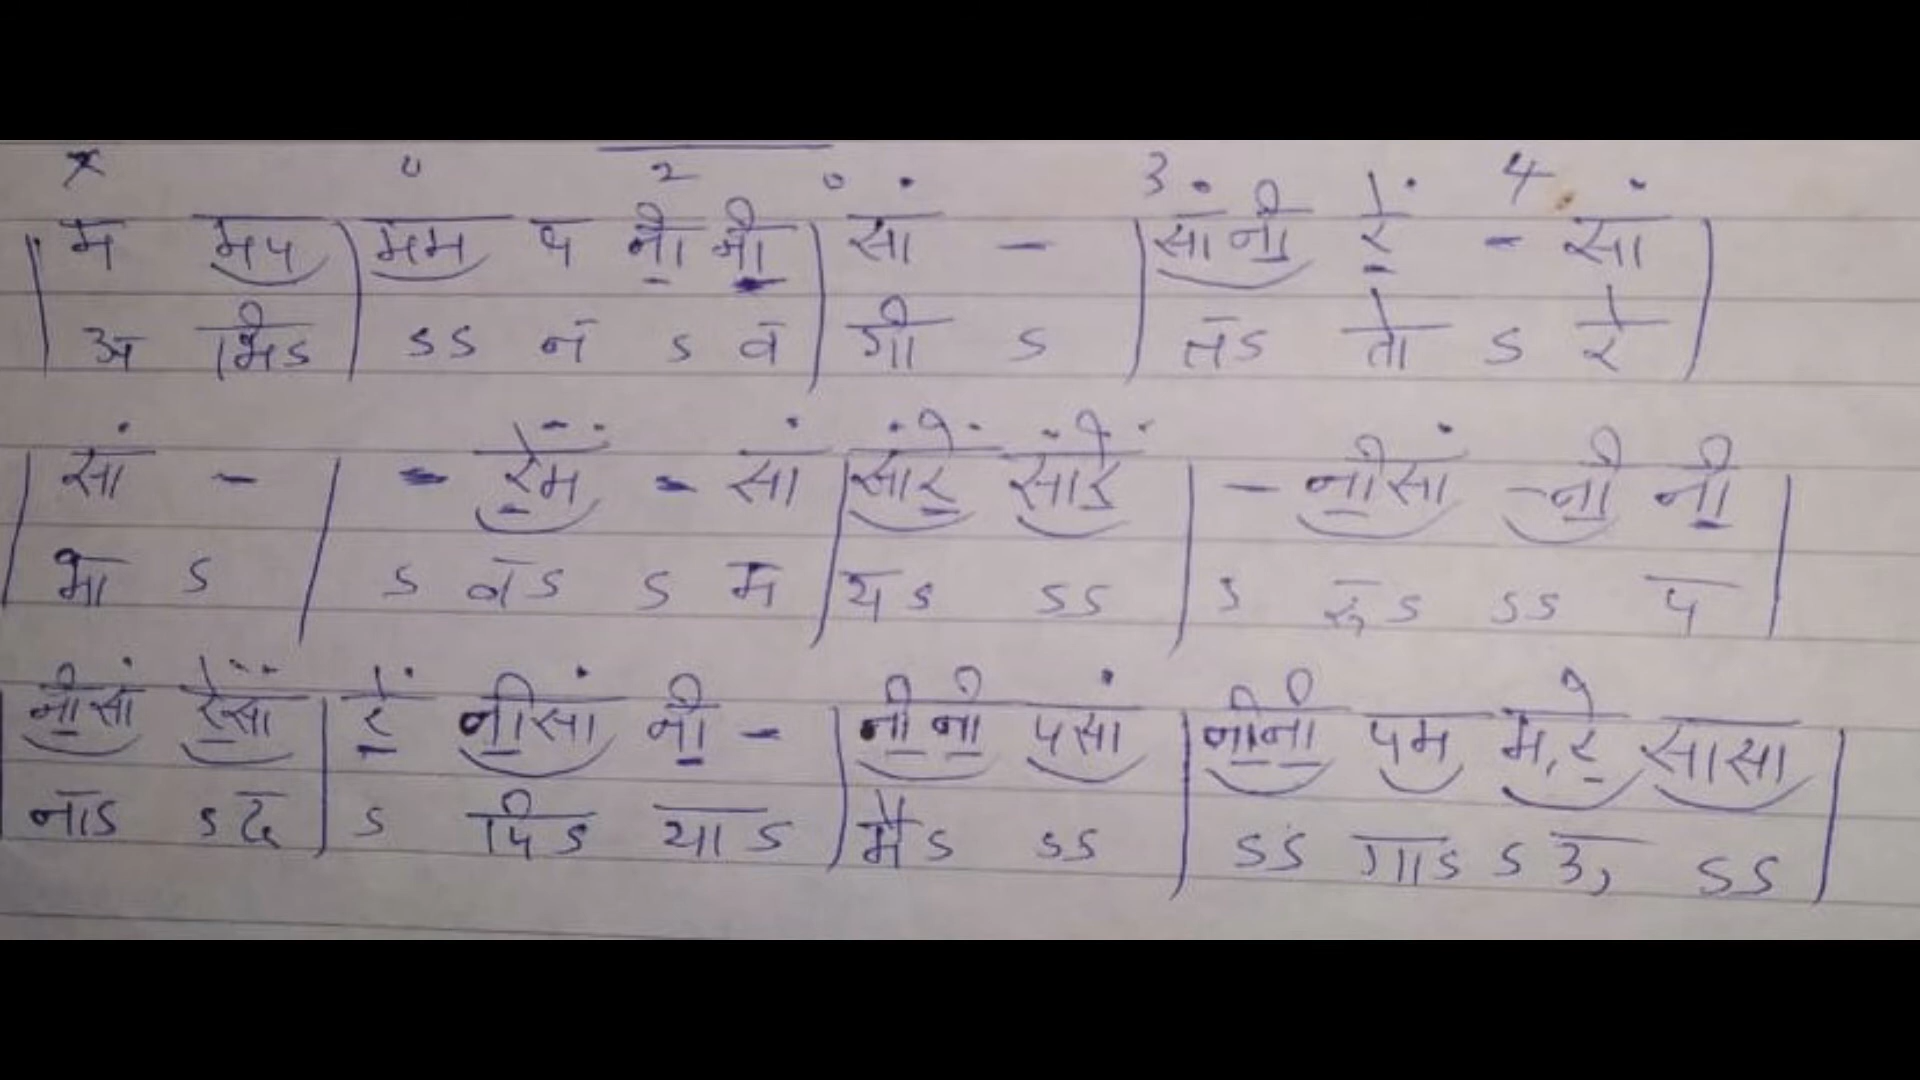 x 0 2 0 3 4
| म मप | मम प नी॒ नी॒ | सां - | सांनी॒ रें॒ - सां |
| अ भिऽ | ऽऽ न ऽ व | गी ऽ | तऽ तो ऽ रे |
| सां - | - रें॒मं - सां | सांरें॒ सांरें॒ | - नी॒सां -नी॒ नी॒ |
| भा ऽ | ऽ वऽ ऽ म | यऽ ऽऽ | ऽ रूऽ ऽऽ प |
| नी॒सां रें॒सां | रें॒ नी॒सां नी॒ - | नी॒नी॒ पसां | नी॒नी॒ पम म,रे॒ सासा |
| नाऽ ऽद | ऽ पिऽ या ऽ | मैऽ ऽऽ | ऽऽ गाऽ ऽउ, ऽऽ |